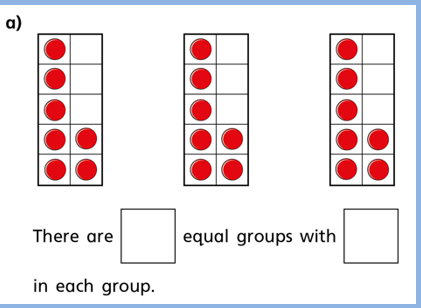 a)
There are equal groups with
in each group.